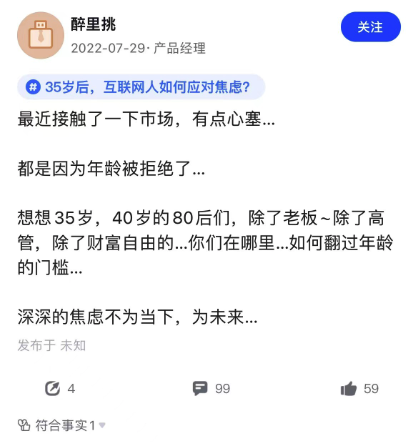 醉里挑
2022-07-29·产品经理
关注
# 35岁后，互联网人如何应对焦虑?
最近接触了一下市场，有点心塞...
都是因为年龄被拒绝了...
想想35岁，40岁的80后们，除了老板~除了高
管，除了财富自由的...你们在哪里...如何翻过年龄
的门槛...
深深的焦虑不为当下，为未来...
发布于 未知
4
99
59
符合事实1